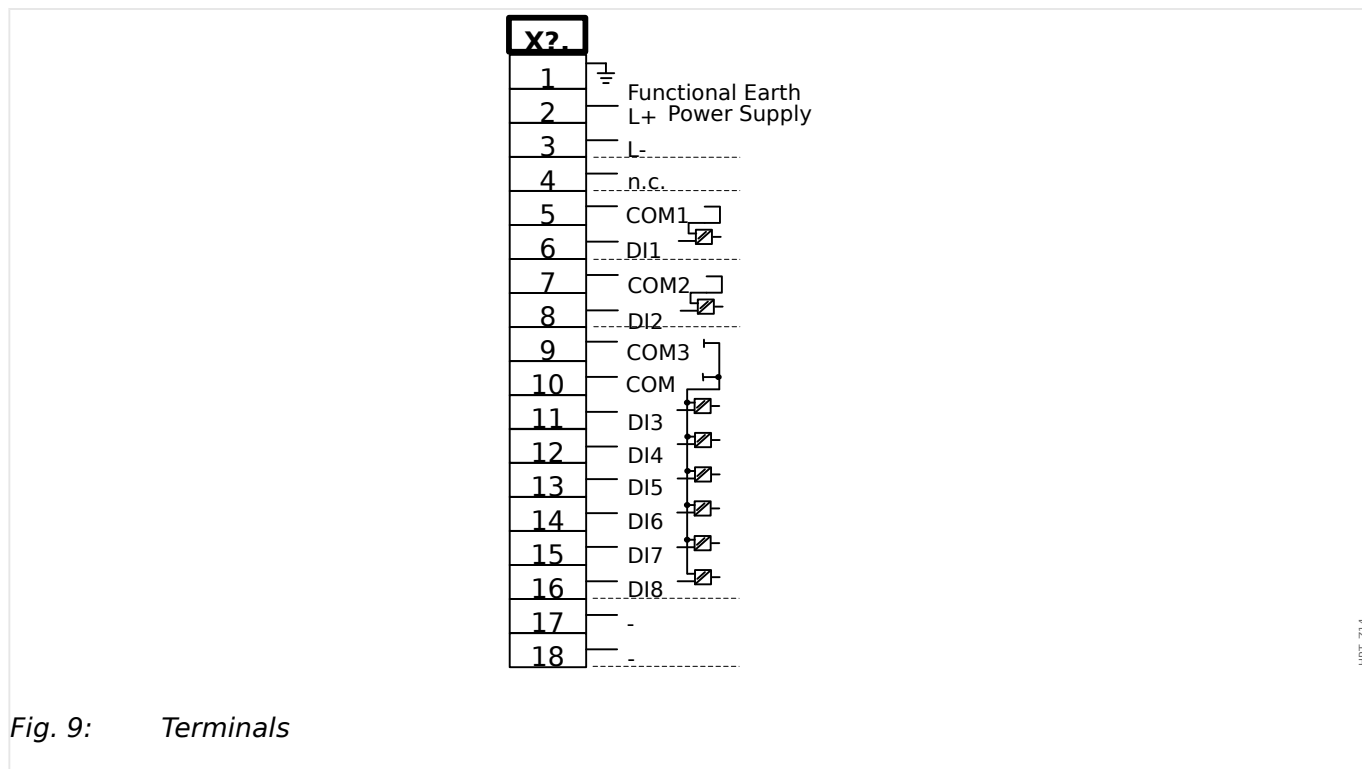 X?.
1
Functional Earth
2 L+ Power Supply
3 L-
4 n.c.
5 COM1
6 DI1
7 COM2
8 DI2
9 COM3
10 COM
11 DI3
12 DI4
13 DI5
14 DI6
15 DI7
16 DI8
17 -
18 -
Fig. 9: Terminals